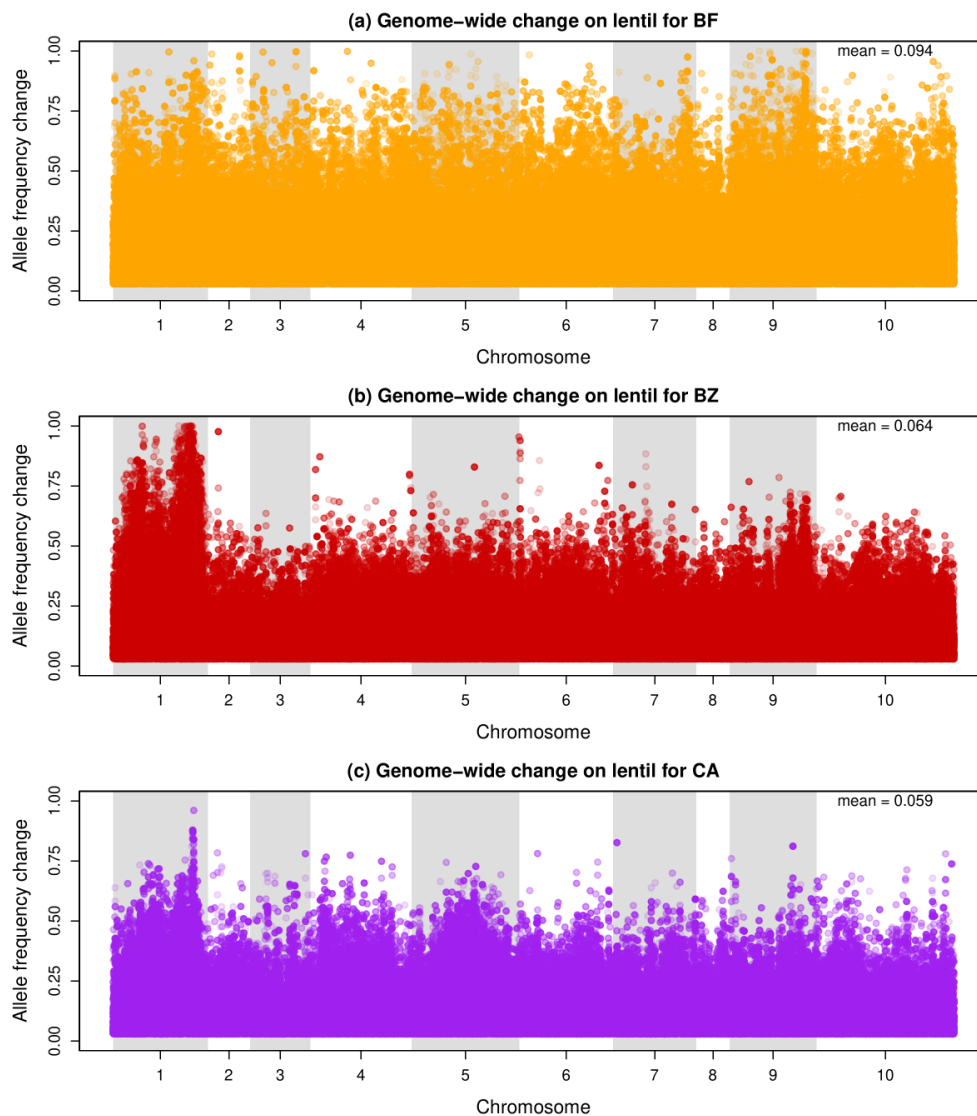 (a) Genome−wide change on lentil for BF
mean = 0.094
Allele frequency change
1.00
0.75
0.50
0.25
0.00
1 2 3 4 5 6 7 8 9 10
Chromosome
(b) Genome−wide change on lentil for BZ
mean = 0.064
Allele frequency change
1.00
0.75
0.50
0.25
0.00
1 2 3 4 5 6 7 8 9 10
Chromosome
(c) Genome−wide change on lentil for CA
mean = 0.059
Allele frequency change
1.00
0.75
0.50
0.25
0.00
1 2 3 4 5 6 7 8 9 10
Chromosome